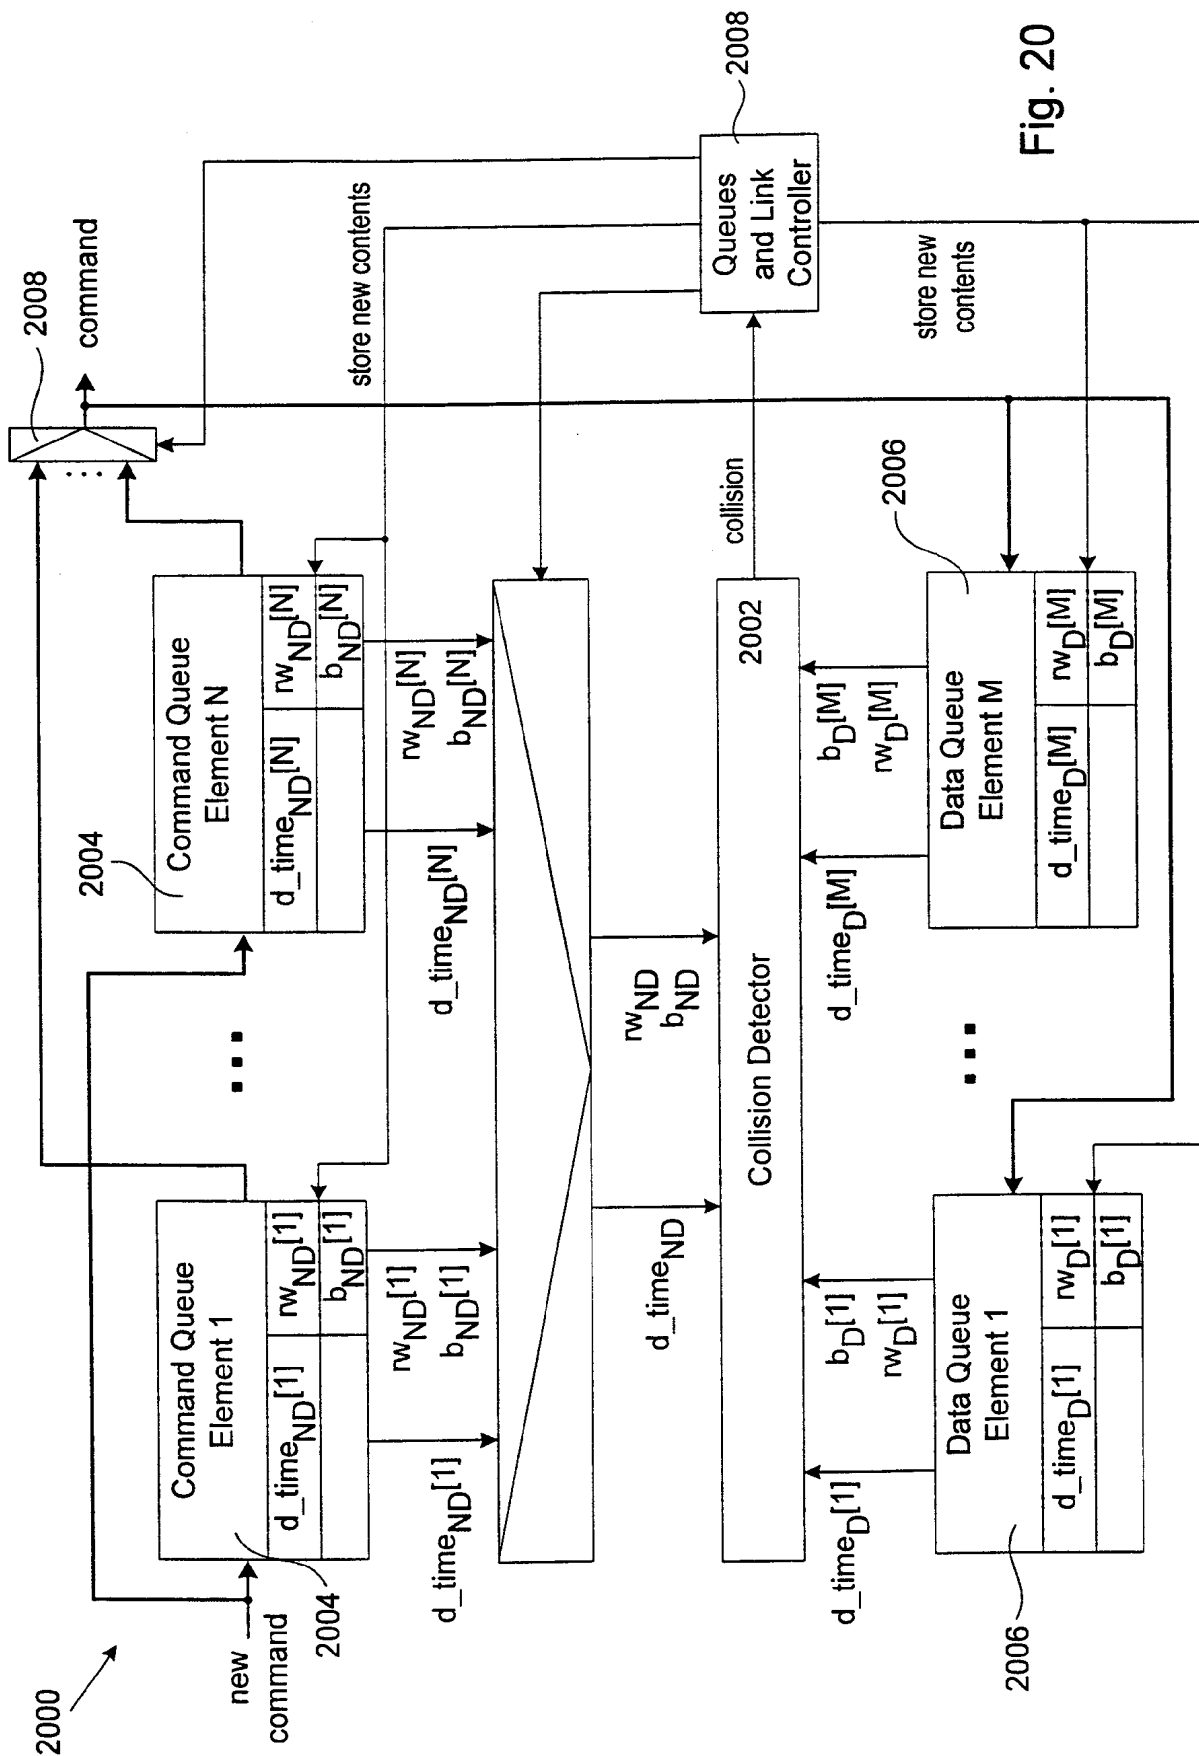 2000
new
command
2004
Command Queue
Element 1
d_time_ND[1]
rw_ND[1]
b_ND[1]
2004
Command Queue
Element N
d_time_ND[N]
rw_ND[N]
b_ND[N]
2008
command
store new contents
d_time_ND[1]
rw_ND[1]
b_ND[1]
d_time_ND[N]
rw_ND[N]
b_ND[N]
d_time_ND
rw_ND
b_ND
Collision Detector
2002
collision
Queues
and Link
Controller
2008
store new
contents
d_time_D[1]
b_D[1]
rw_D[1]
d_time_D[M]
b_D[M]
rw_D[M]
Data Queue
Element 1
d_time_D[1]
rw_D[1]
b_D[1]
2006
Data Queue
Element M
d_time_D[M]
rw_D[M]
b_D[M]
2006
Fig. 20